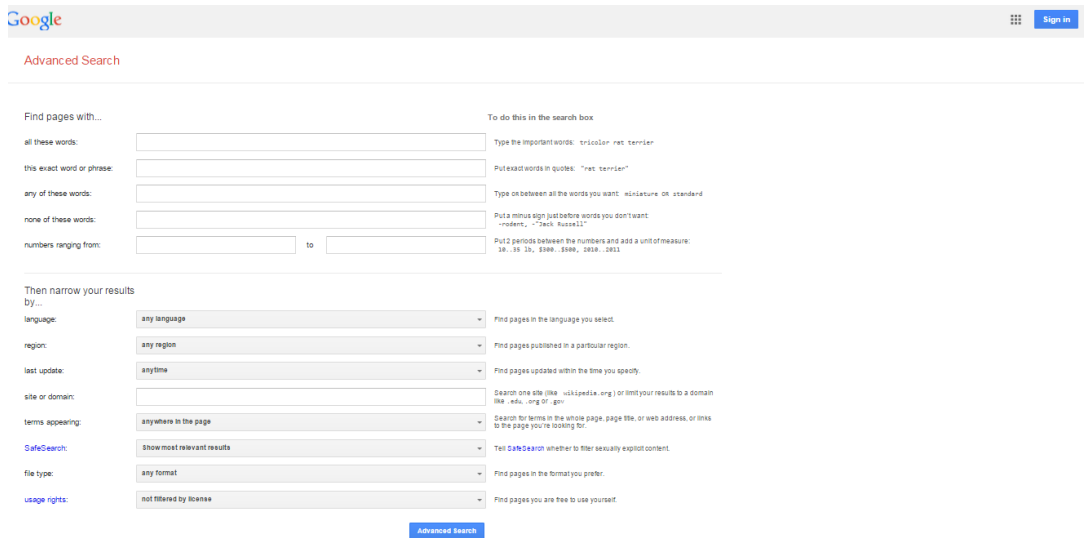 Google
Sign in
Advanced Search
Find pages with...
To do this in the search box
all these words:
Type the important words: tricolor rat terrier
this exact word or phrase:
Put exact words in quotes: "rat terrier"
any of these words:
Type OR between all the words you want: miniature OR standard
none of these words:
Put a minus sign just before words you don't want:
-rodent, -"Jack Russell"
numbers ranging from:
to
Put 2 periods between the numbers and add a unit of measure:
10..35 lb, $300..$500, 2010..2011
Then narrow your results
by...
language:
any language
Find pages in the language you select.
region:
any region
Find pages published in a particular region.
last update:
anytime
Find pages updated within the time you specify.
site or domain:
Search one site (like wikipedia.org) or limit your results to a domain
like .edu, .org or .gov
terms appearing:
anywhere in the page
Search for terms in the whole page, page title, or web address, or links
to the page you're looking for.
SafeSearch:
Show most relevant results
Tell SafeSearch whether to filter sexually explicit content.
file type:
any format
Find pages in the format you prefer.
usage rights:
not filtered by license
Find pages you are free to use yourself.
Advanced Search